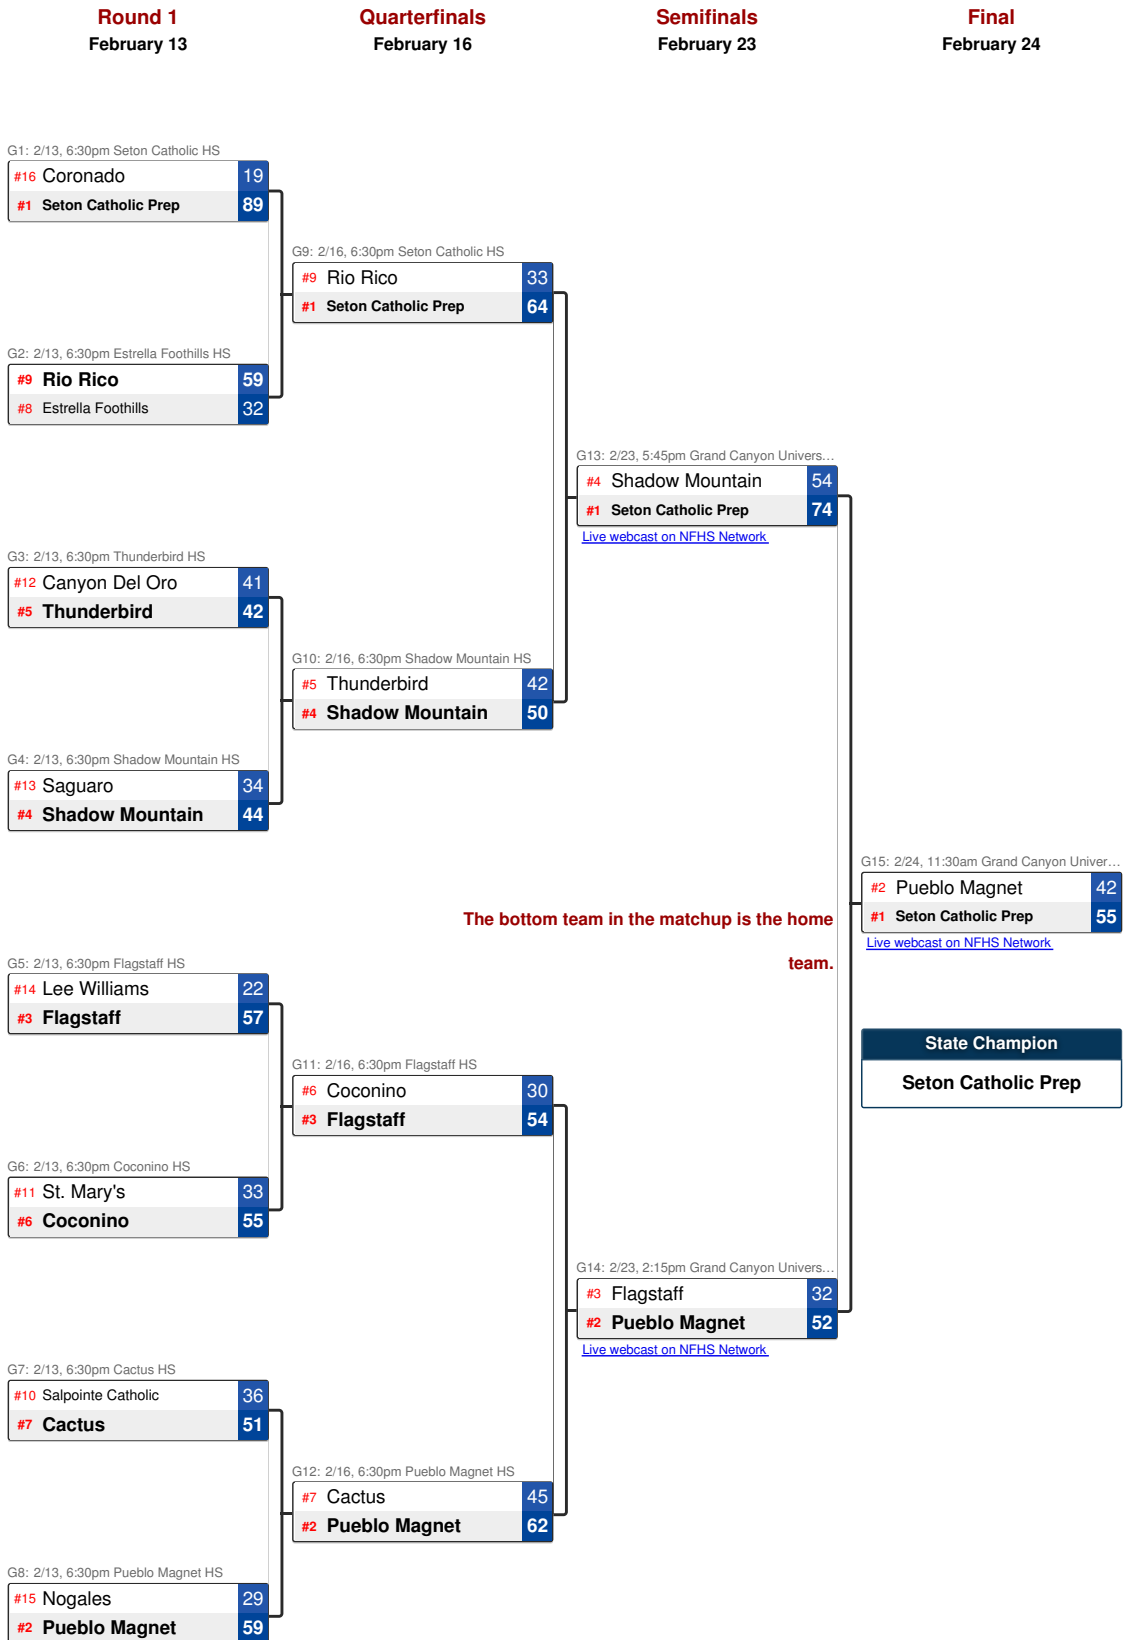 Round 1
February 13
Quarterfinals
February 16
Semifinals
February 23
Final
February 24
G1: 2/13, 6:30pm Seton Catholic HS
#16 Coronado 19
#1 Seton Catholic Prep 89
G2: 2/13, 6:30pm Estrella Foothills HS
#9 Rio Rico 59
#8 Estrella Foothills 32
G3: 2/13, 6:30pm Thunderbird HS
#12 Canyon Del Oro 41
#5 Thunderbird 42
G4: 2/13, 6:30pm Shadow Mountain HS
#13 Saguaro 34
#4 Shadow Mountain 44
G5: 2/13, 6:30pm Flagstaff HS
#14 Lee Williams 22
#3 Flagstaff 57
G6: 2/13, 6:30pm Coconino HS
#11 St. Mary's 33
#6 Coconino 55
G7: 2/13, 6:30pm Cactus HS
#10 Salpointe Catholic 36
#7 Cactus 51
G8: 2/13, 6:30pm Pueblo Magnet HS
#15 Nogales 29
#2 Pueblo Magnet 59
G9: 2/16, 6:30pm Seton Catholic HS
#9 Rio Rico 33
#1 Seton Catholic Prep 64
G10: 2/16, 6:30pm Shadow Mountain HS
#5 Thunderbird 42
#4 Shadow Mountain 50
G11: 2/16, 6:30pm Flagstaff HS
#6 Coconino 30
#3 Flagstaff 54
G12: 2/16, 6:30pm Pueblo Magnet HS
#7 Cactus 45
#2 Pueblo Magnet 62
G13: 2/23, 5:45pm Grand Canyon Univers...
#4 Shadow Mountain 54
#1 Seton Catholic Prep 74
Live webcast on NFHS Network
The bottom team in the matchup is the home
team.
G14: 2/23, 2:15pm Grand Canyon Univers...
#3 Flagstaff 32
#2 Pueblo Magnet 52
Live webcast on NFHS Network
G15: 2/24, 11:30am Grand Canyon Univer...
#2 Pueblo Magnet 42
#1 Seton Catholic Prep 55
Live webcast on NFHS Network
State Champion
Seton Catholic Prep